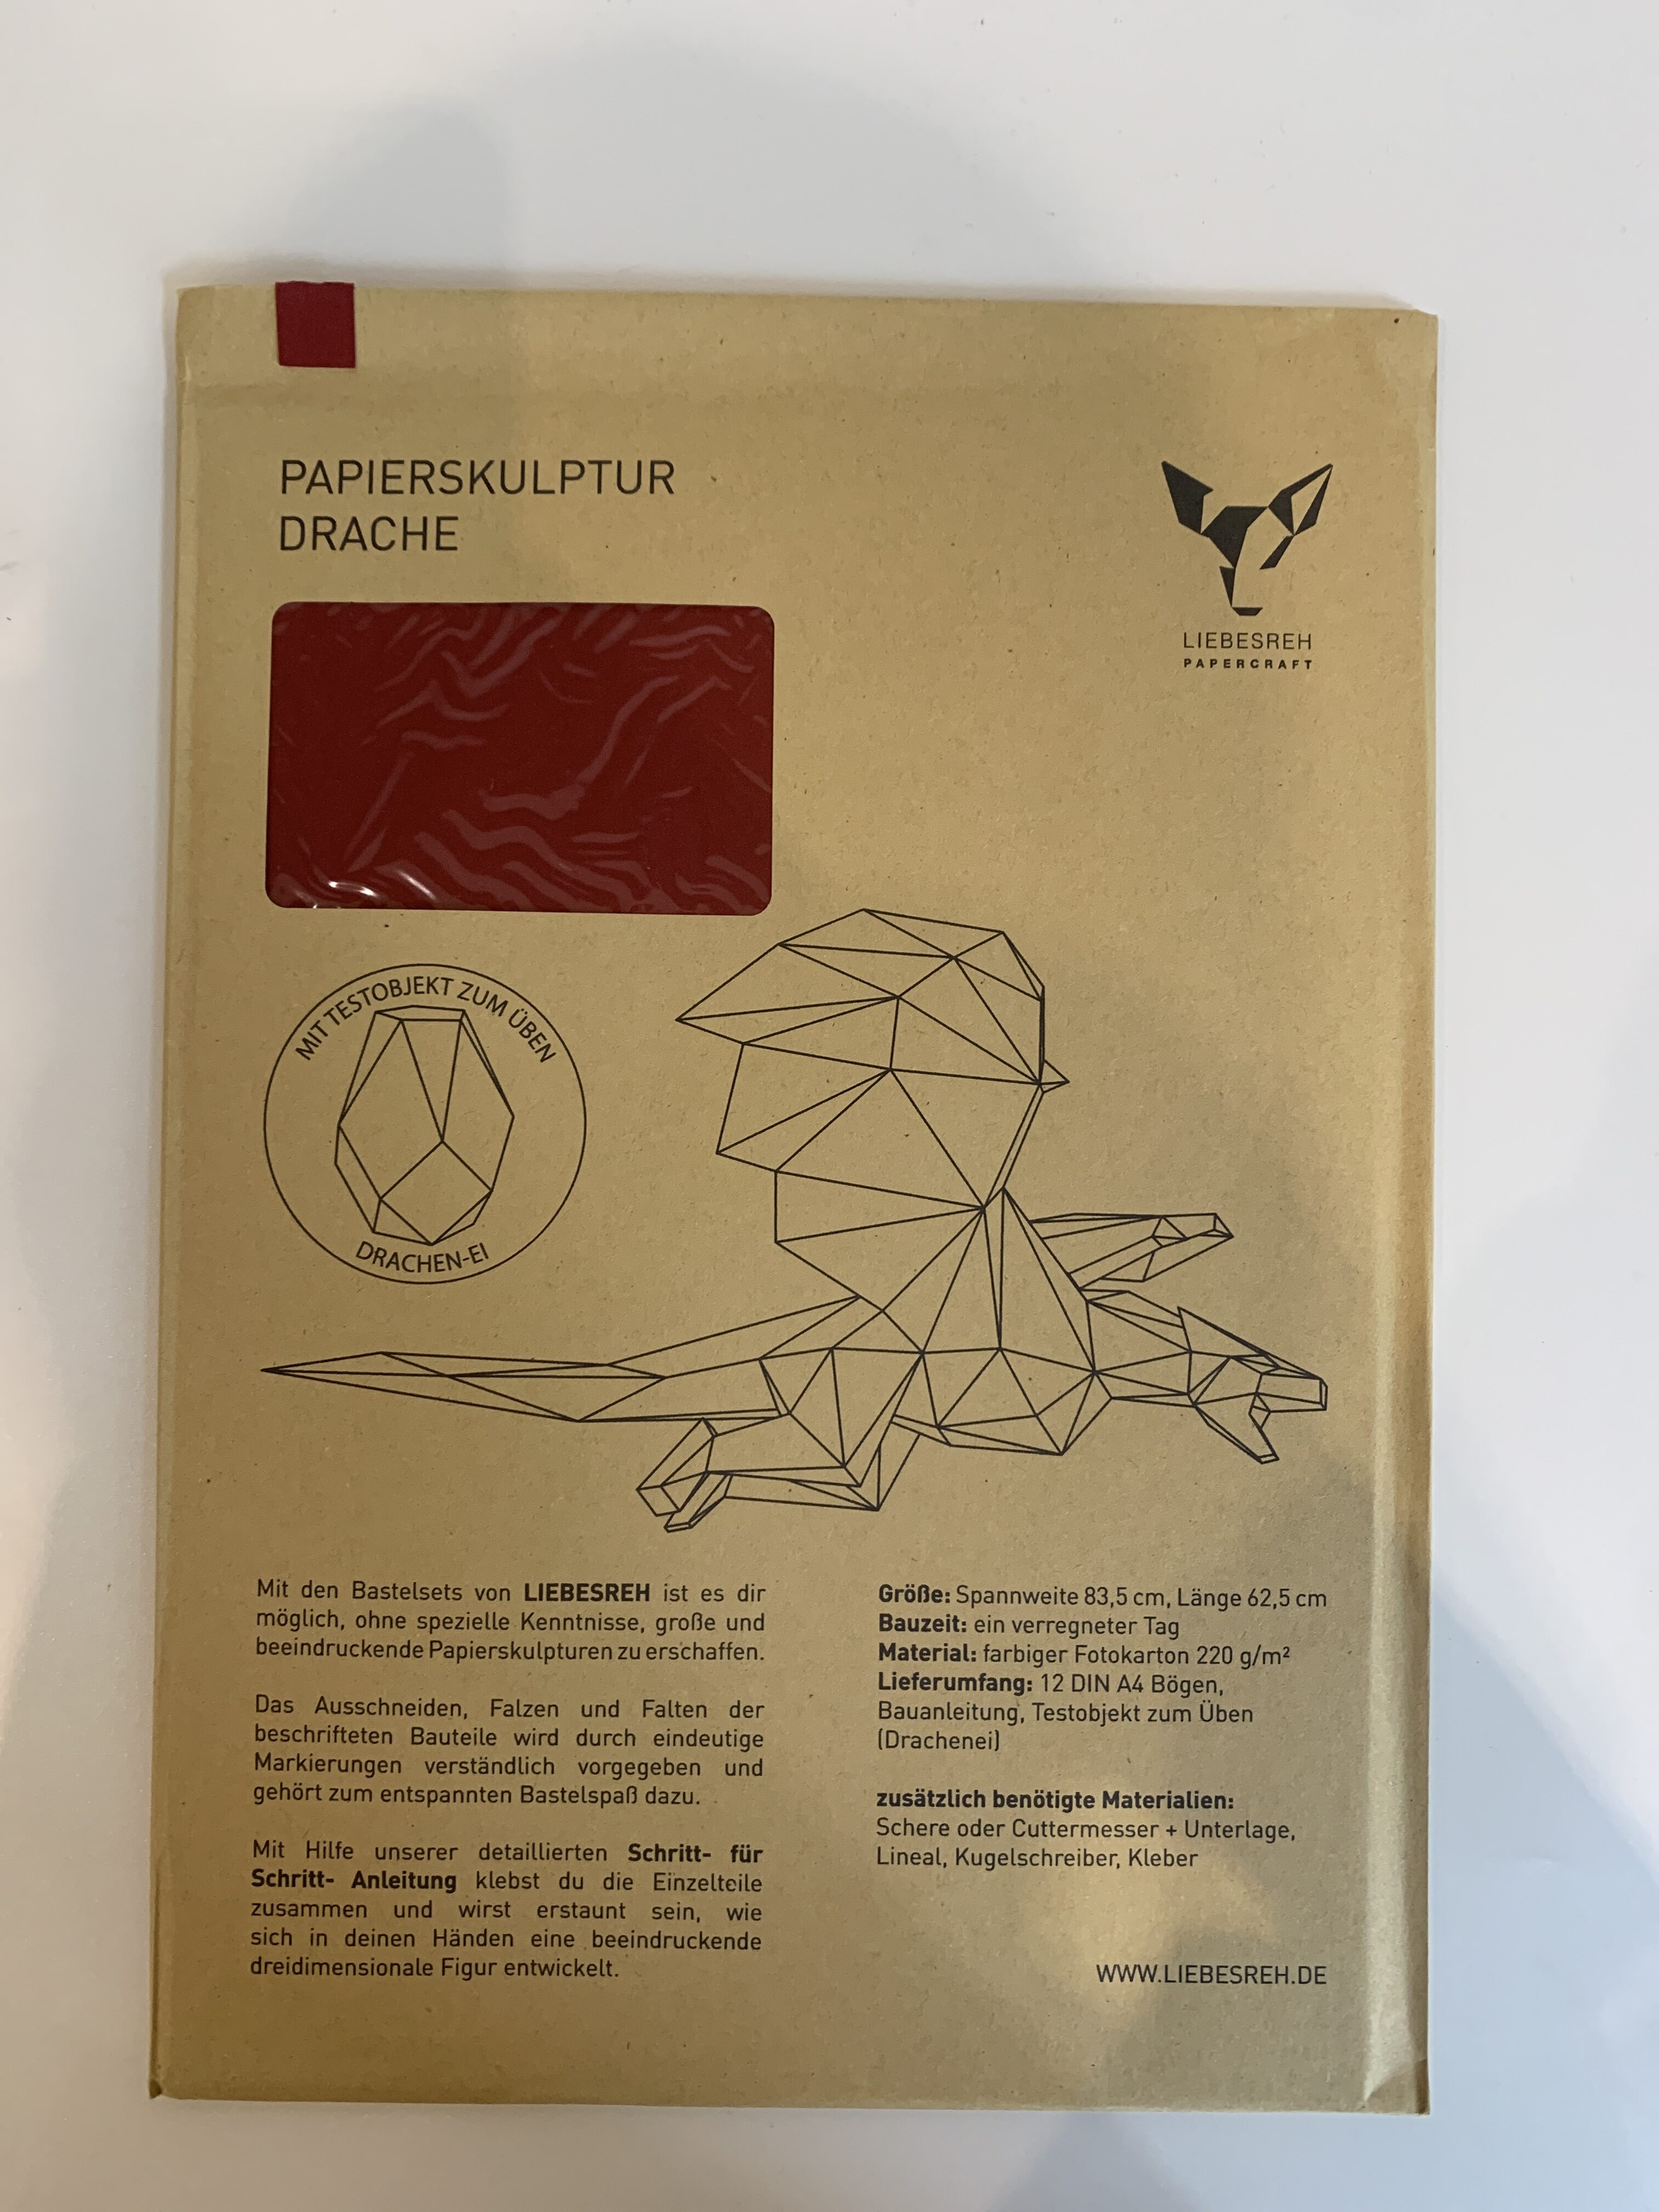 PAPIERSKULPTUR
DRACHE
LIEBESREH
PAPERCRAFT
MIT TESTOBJEKT ZUM ÜBEN
DRACHEN-EI
Mit den Bastelsets von LIEBESREH ist es dir
möglich, ohne spezielle Kenntnisse, große und
beeindruckende Papierskulpturen zu erschaffen.
Das Ausschneiden, Falzen und Falten der
beschrifteten Bauteile wird durch eindeutige
Markierungen verständlich vorgegeben und
gehört zum entspannten Bastelspaß dazu.
Mit Hilfe unserer detaillierten Schritt- für
Schritt- Anleitung klebst du die Einzelteile
zusammen und wirst erstaunt sein, wie
sich in deinen Händen eine beeindruckende
dreidimensionale Figur entwickelt.
Größe: Spannweite 83,5 cm, Länge 62,5 cm
Bauzeit: ein verregneter Tag
Material: farbiger Fotokarton 220 g/m²
Lieferumfang: 12 DIN A4 Bögen,
Bauanleitung, Testobjekt zum Üben
(Drachenei)
zusätzlich benötigte Materialien:
Schere oder Cuttermesser + Unterlage,
Lineal, Kugelschreiber, Kleber
WWW.LIEBESREH.DE